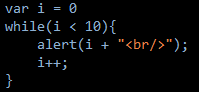 var i = 0
while(i < 10){
    alert(i + "<br/>");
    i++;
}